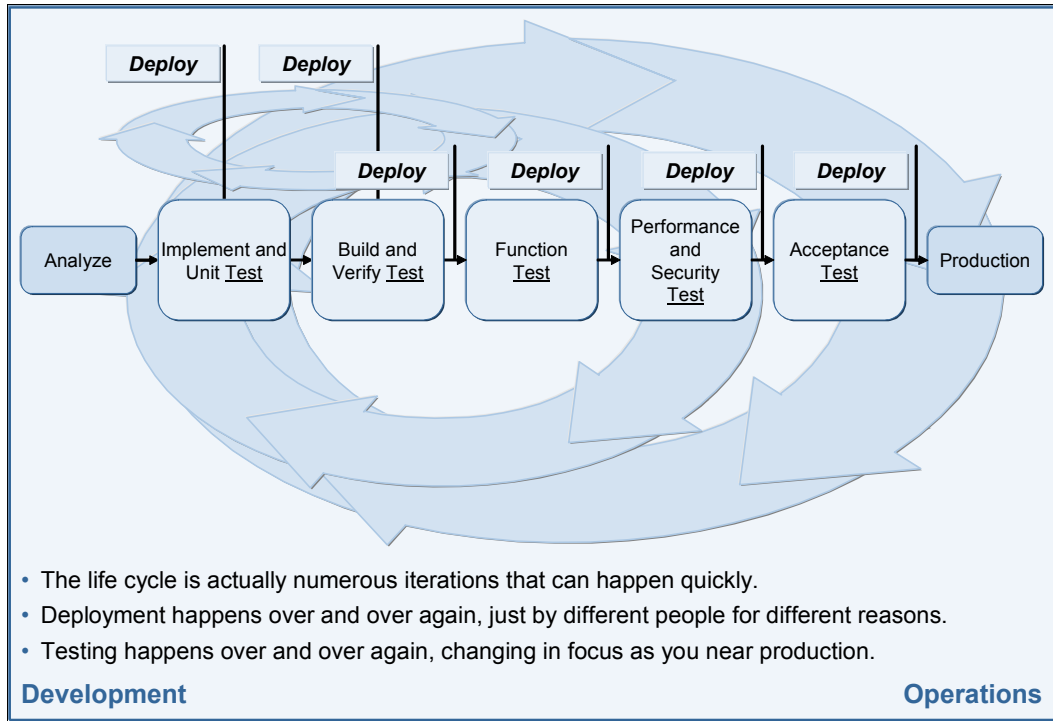 Deploy
Deploy
Deploy
Deploy
Deploy
Deploy
Analyze
Implement and
Unit Test
Build and
Verify Test
Function
Test
Performance
and
Security
Test
Acceptance
Test
Production
• The life cycle is actually numerous iterations that can happen quickly.
• Deployment happens over and over again, just by different people for different reasons.
• Testing happens over and over again, changing in focus as you near production.
Development
Operations